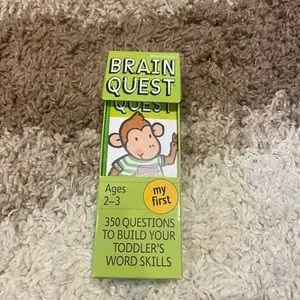 BRAIN
QUEST
QUEST
Ages
2–3
my
first
350 QUESTIONS
TO BUILD YOUR
TODDLER'S
WORD SKILLS